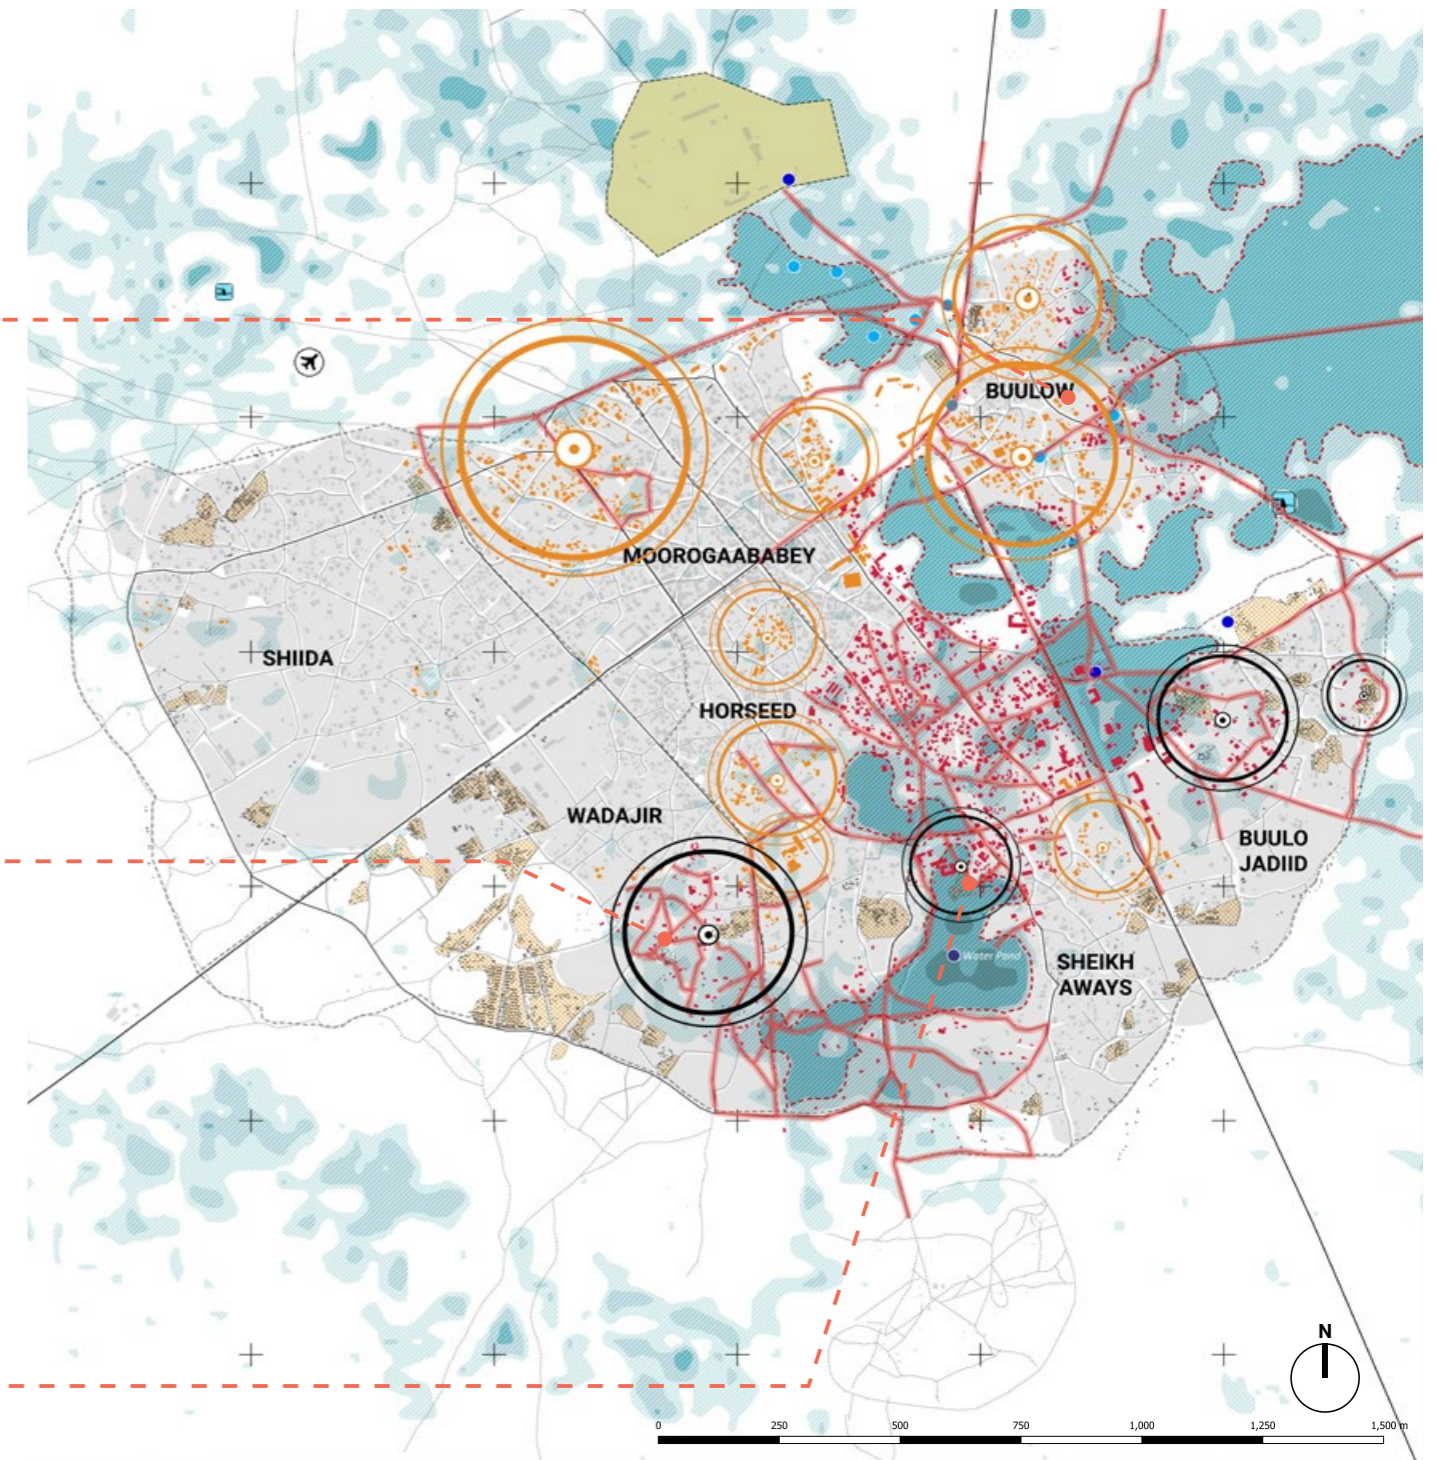 BUULOW
MOOROGAABABEY
SHIIDA
HORSEED
WADAJIR
BUULO
JADIID
Water Pond
SHEIKH
AWAYS
N
0 250 500 750 1,000 1,250 1,500 m